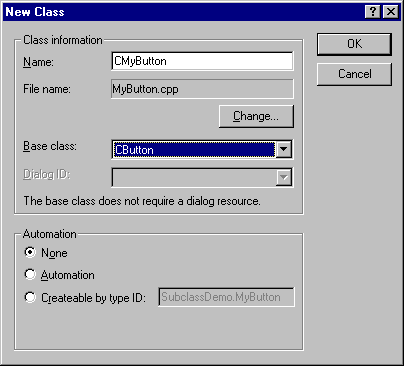 New Class
Class information
Name: CMyButton
File name: MyButton.cpp
Change...
Base class: CButton
Dialog ID:
The base class does not require a dialog resource.
Automation
None
Automation
Createable by type ID: SubclassDemo.MyButton
OK
Cancel